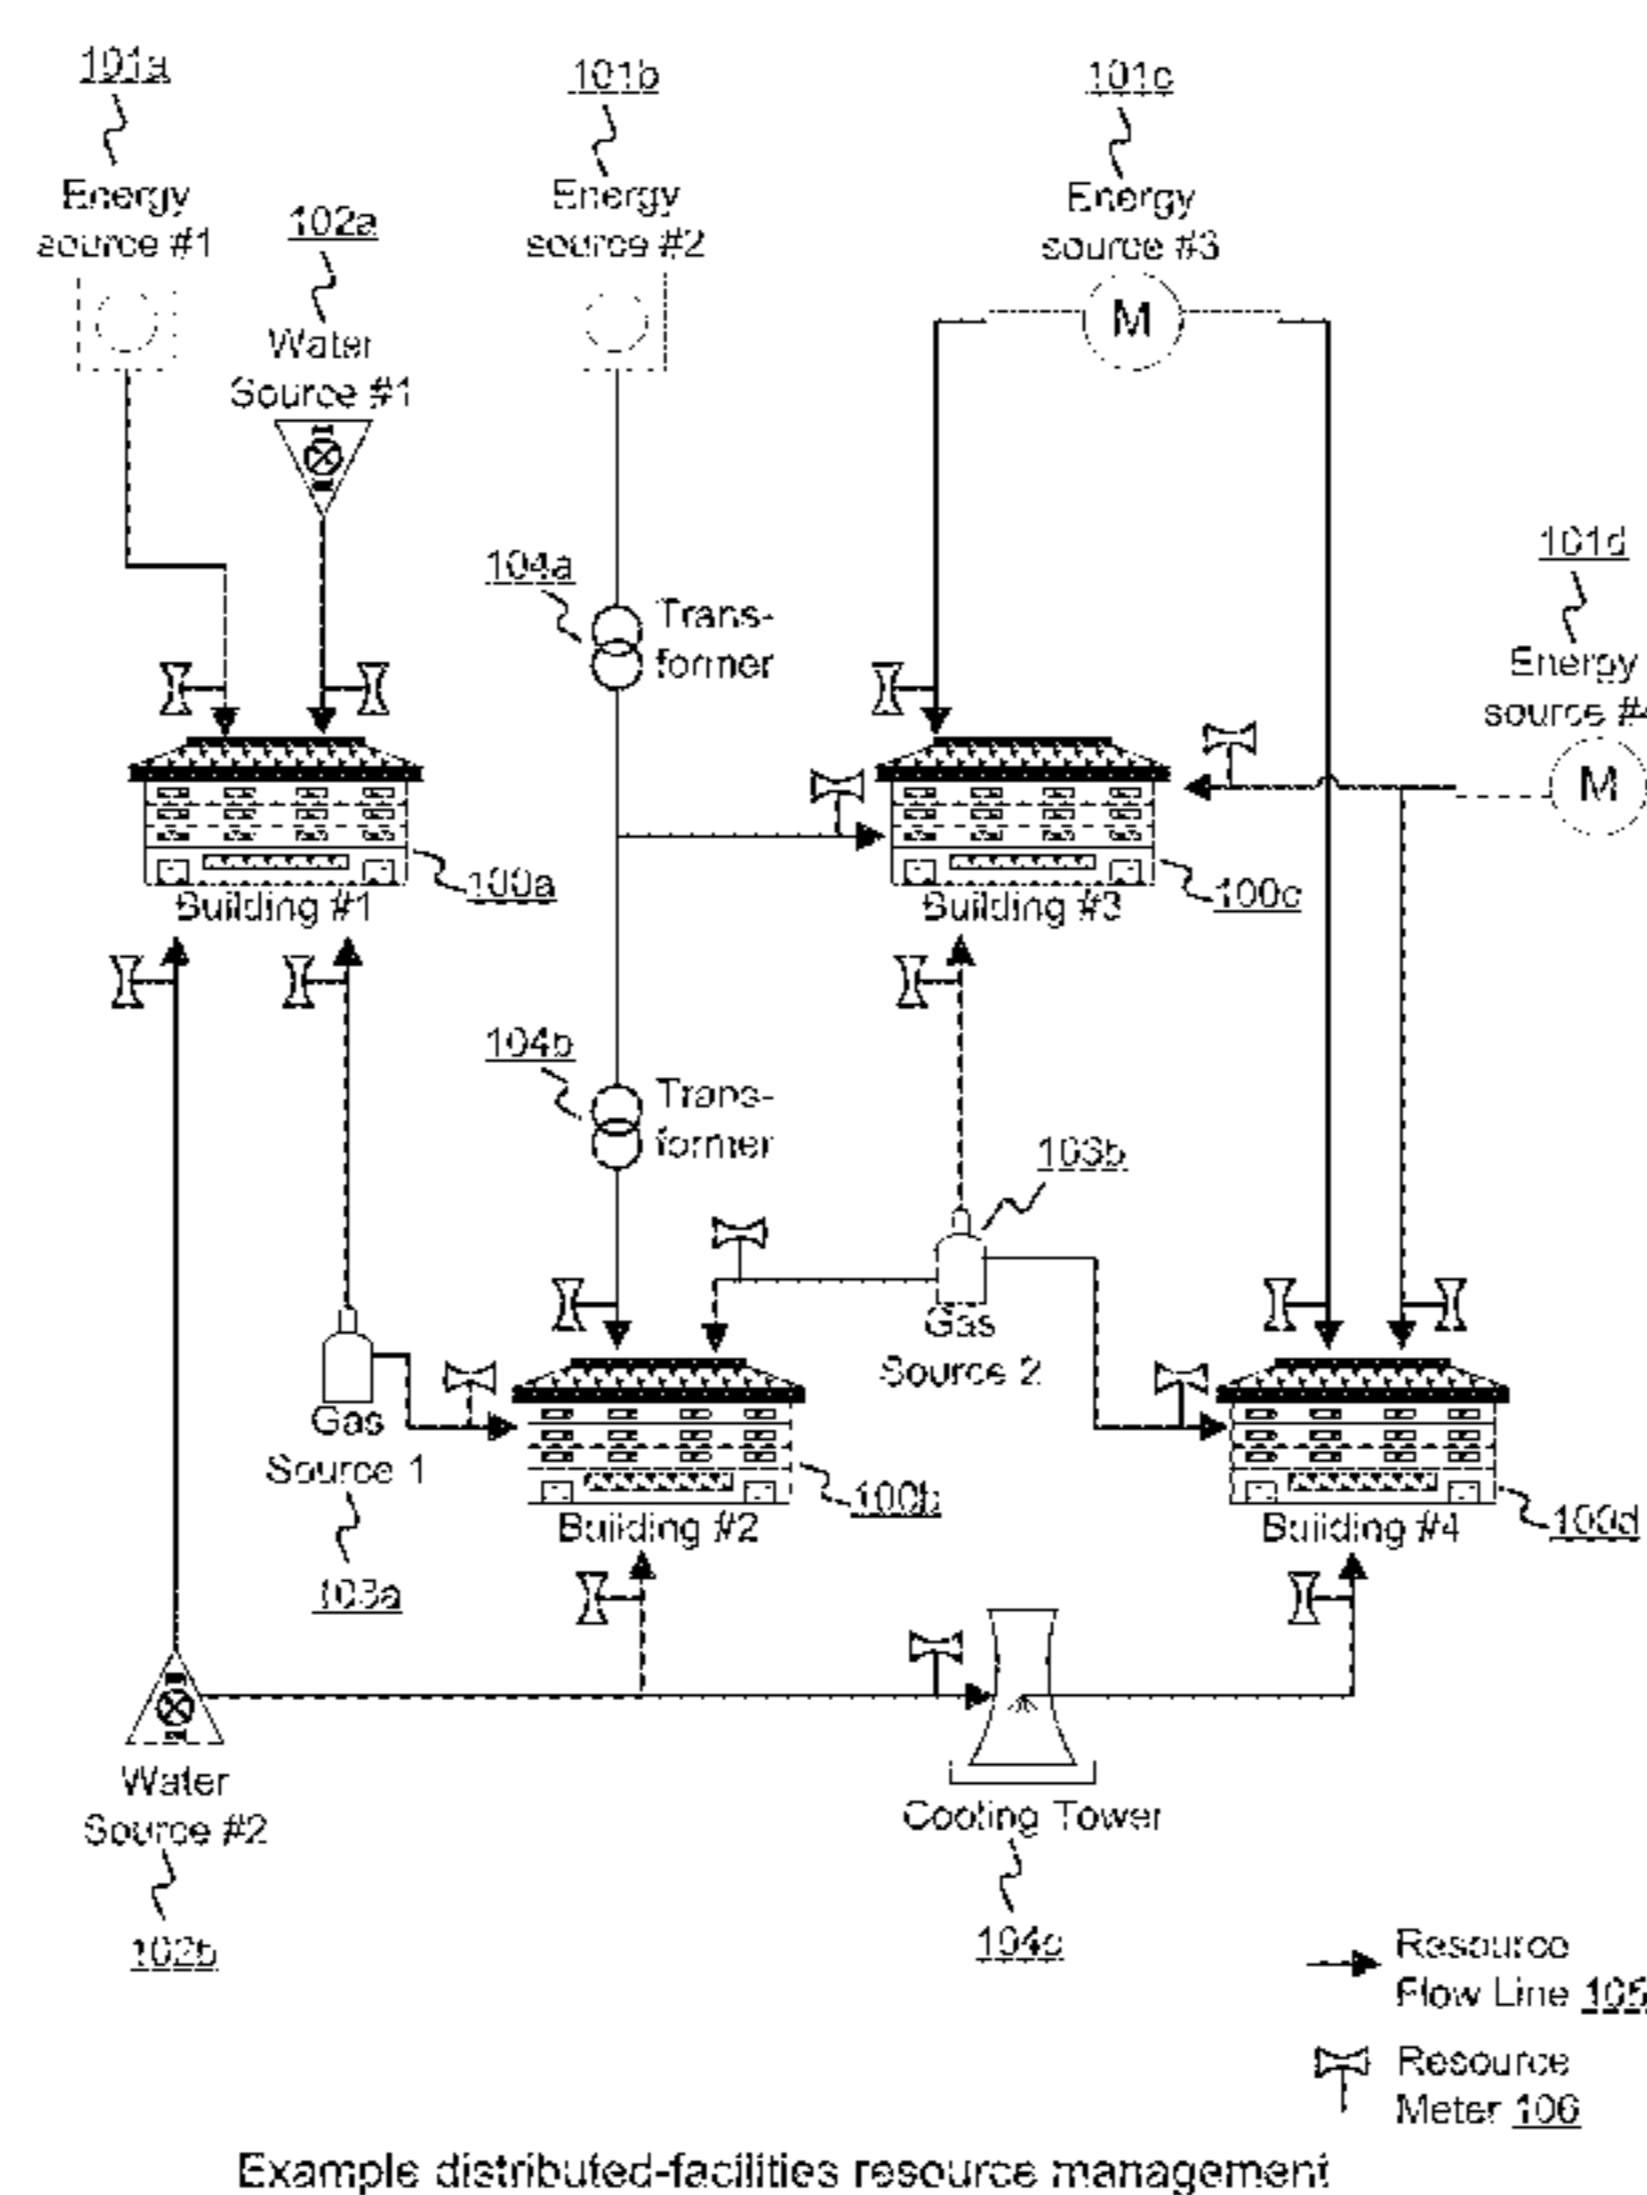 101a
101b
101c
Energy
source #1
102a
Energy
source #2
Energy
source #3
M
Water
Source #1
101d
104a
Trans-
former
Energy
source #4
M
100a
Building #1
100c
Building #3
104b
Trans-
former
103b
Gas
Source 2
Gas
Source 1
100b
Building #2
100d
Building #4
103a
Water
Source #2
Cooling Tower
102b
104c
Resource
Flow Line 105
Resource
Meter 106
Example distributed-facilities resource management